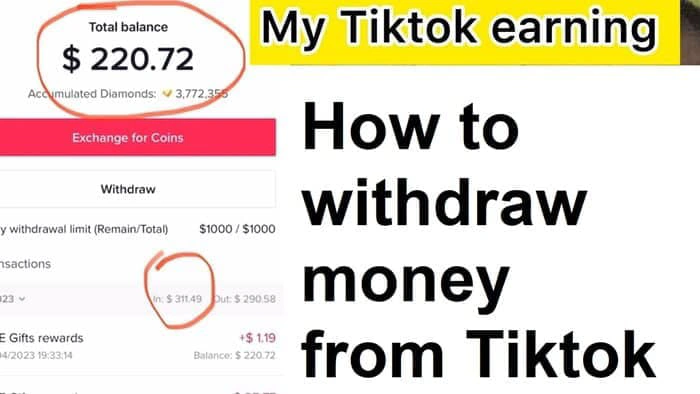 Total balance
$ 220.72
Accumulated Diamonds: 3,772,355
Exchange for Coins
Withdraw
y withdrawal limit (Remain/Total) $1000 / $1000
nsactions
023 In: $ 311.49 Out: $ 290.58
E Gifts rewards +$ 1.19
4/2023 19:33:14 Balance: $ 220.72
My Tiktok earning
How to
withdraw
money
from Tiktok